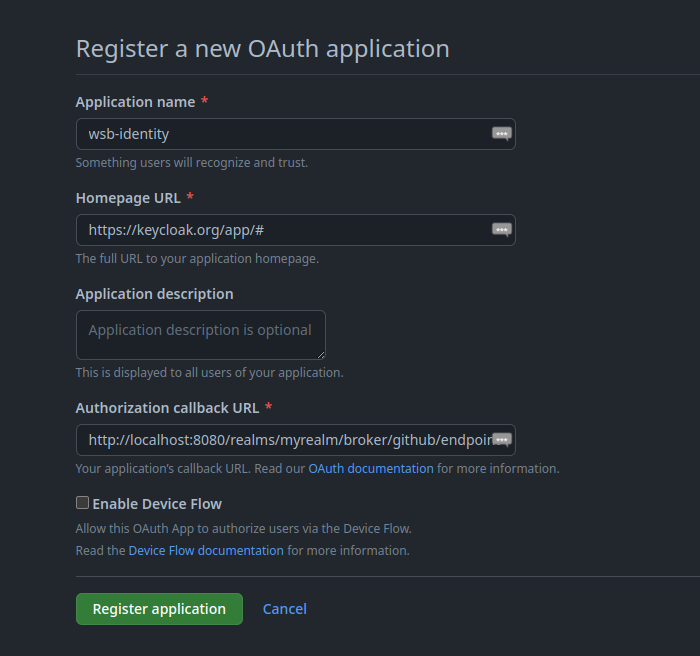 Register a new OAuth application
Application name *
wsb-identity
Something users will recognize and trust.
Homepage URL *
https://keycloak.org/app/#
The full URL to your application homepage.
Application description
Application description is optional
This is displayed to all users of your application.
Authorization callback URL *
http://localhost:8080/realms/myrealm/broker/github/endpoin
Your application's callback URL. Read our OAuth documentation for more information.
Enable Device Flow
Allow this OAuth App to authorize users via the Device Flow.
Read the Device Flow documentation for more information.
Register application Cancel